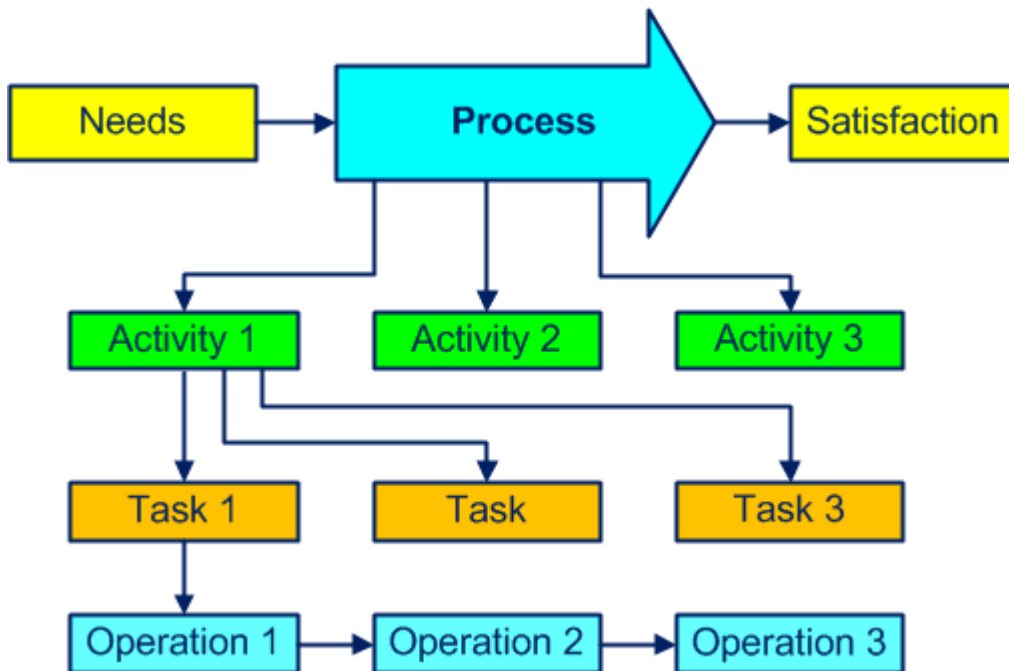 Needs
Process
Satisfaction
Activity 1
Activity 2
Activity 3
Task 1
Task
Task 3
Operation 1
Operation 2
Operation 3